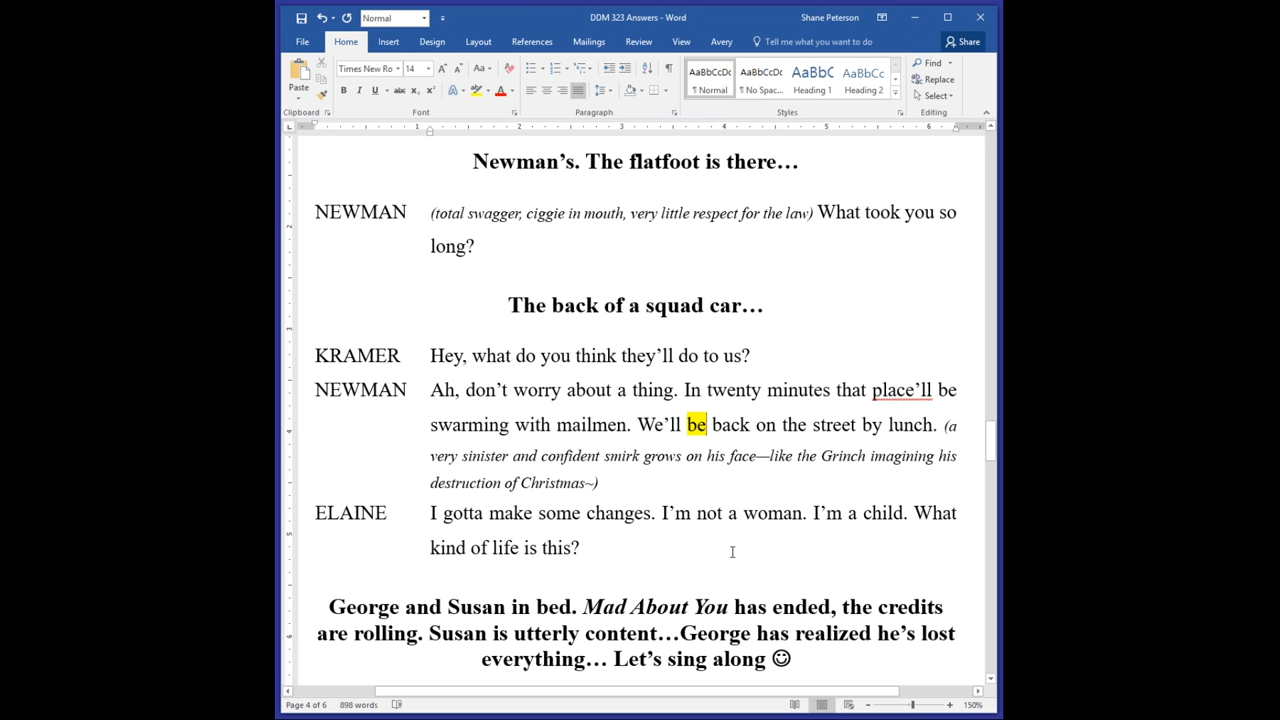 Normal
DDM 323 Answers - Word
Shane Peterson
File Home Insert Design Layout References Mailings Review View Avery Tell me what you want to do Share
Paste
Clipboard
Times New Ro 14
B I U abc x₂ x²
Font
Paragraph
AaBbCcDc AaBbCcDc AaBbC AaBbCc
¶ Normal ¶ No Spac... Heading 1 Heading 2
Styles
Find
Replace
Select
Editing
1 2 3 4 5 6
Newman’s. The flatfoot is there…
NEWMAN (total swagger, ciggie in mouth, very little respect for the law) What took you so
long?
The back of a squad car…
KRAMER Hey, what do you think they’ll do to us?
NEWMAN Ah, don’t worry about a thing. In twenty minutes that place’ll be
swarming with mailmen. We’ll be back on the street by lunch. (a
very sinister and confident smirk grows on his face—like the Grinch imagining his
destruction of Christmas~)
ELAINE I gotta make some changes. I’m not a woman. I’m a child. What
kind of life is this?
George and Susan in bed. Mad About You has ended, the credits
are rolling. Susan is utterly content…George has realized he’s lost
everything… Let’s sing along ☺
Page 4 of 6 898 words 150%